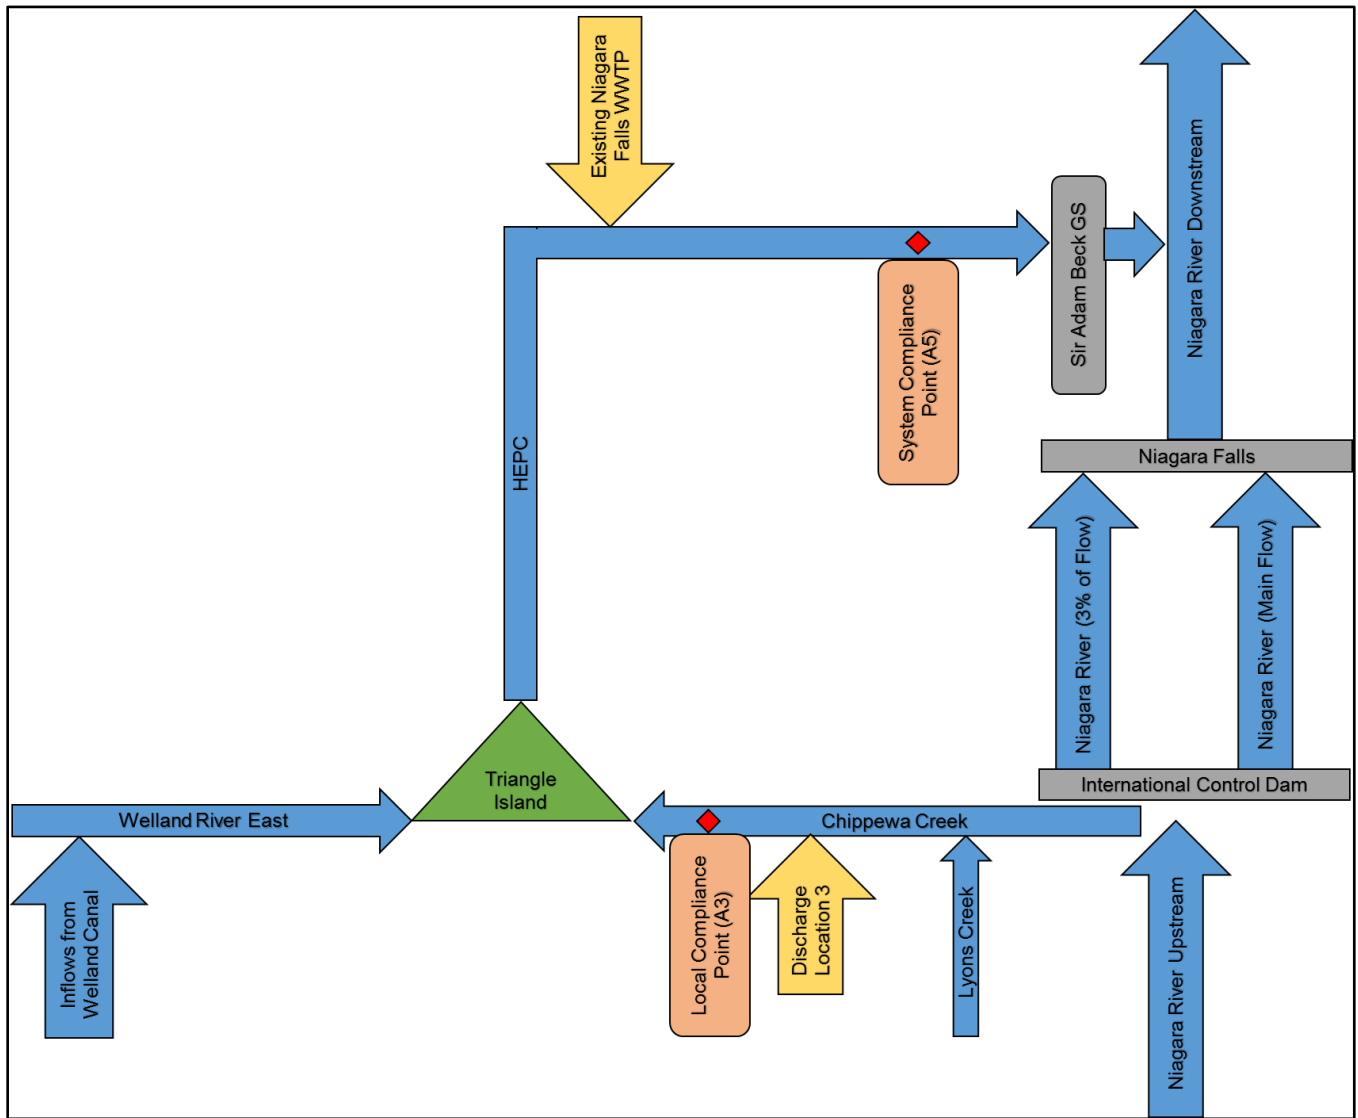 Existing Niagara
Falls WWTP
Niagara River Downstream
Sir Adam Beck GS
System Compliance
Point (A5)
HEPC
Niagara Falls
Niagara River (3% of Flow)
Niagara River (Main Flow)
Triangle
Island
International Control Dam
Welland River East
Chippewa Creek
Inflows from
Welland Canal
Local Compliance
Point (A3)
Discharge
Location 3
Lyons Creek
Niagara River Upstream